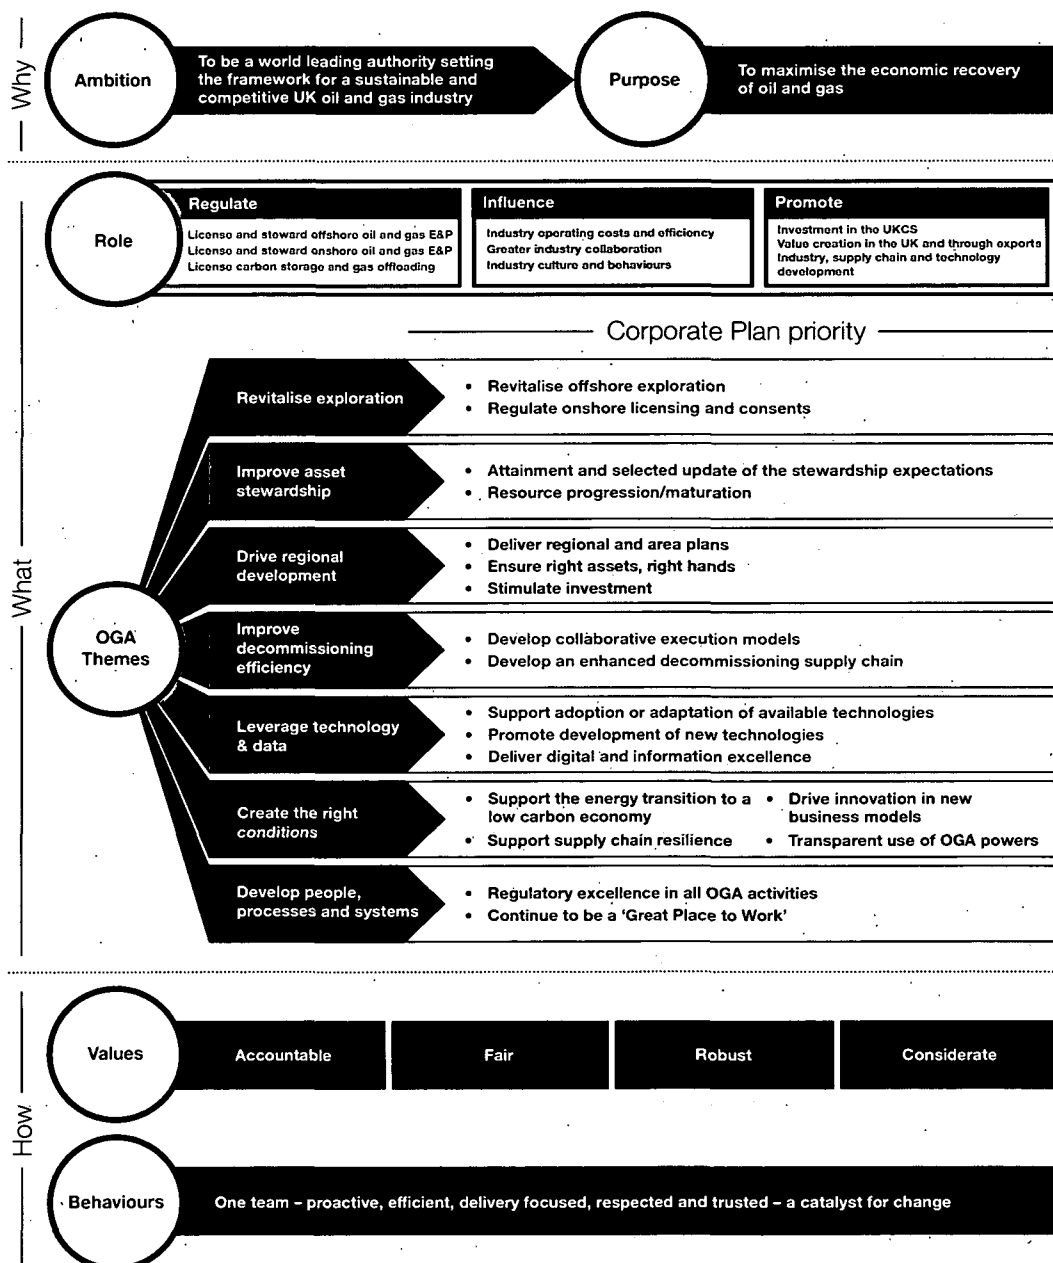 Why
Ambition
To be a world leading authority setting
the framework for a sustainable and
competitive UK oil and gas industry
Purpose
To maximise the economic recovery
of oil and gas
What
Role
Regulate
License and steward offshore oil and gas E&P
License and steward onshore oil and gas E&P
License carbon storage and gas offloading
Influence
Industry operating costs and efficiency
Greater industry collaboration
Industry culture and behaviours
Promote
Investment in the UKCS
Value creation in the UK and through exports
Industry, supply chain and technology
development
Corporate Plan priority
OGA
Themes
Revitalise exploration
• Revitalise offshore exploration
• Regulate onshore licensing and consents
Improve asset
stewardship
• Attainment and selected update of the stewardship expectations
• Resource progression/maturation
Drive regional
development
• Deliver regional and area plans
• Ensure right assets, right hands
• Stimulate investment
Improve
decommissioning
efficiency
• Develop collaborative execution models
• Develop an enhanced decommissioning supply chain
Leverage technology
& data
• Support adoption or adaptation of available technologies
• Promote development of new technologies
• Deliver digital and information excellence
Create the right
conditions
• Support the energy transition to a
low carbon economy
• Support supply chain resilience
• Drive innovation in new
business models
• Transparent use of OGA powers
Develop people,
processes and systems
• Regulatory excellence in all OGA activities
• Continue to be a 'Great Place to Work'
How
Values
Accountable
Fair
Robust
Considerate
Behaviours
One team – proactive, efficient, delivery focused, respected and trusted – a catalyst for change